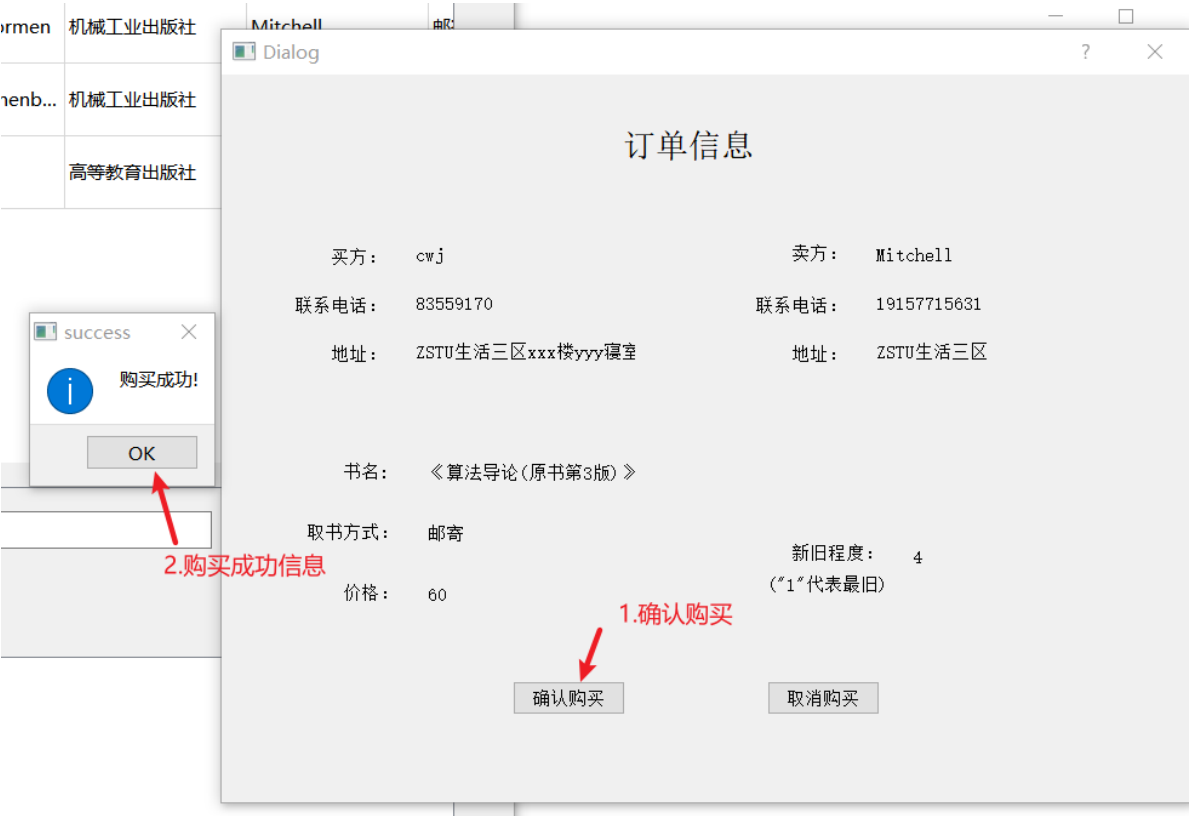 机械工业出版社
Mitchell
Dialog
机械工业出版社
高等教育出版社
订单信息
买方： cwj
卖方： Mitchell
联系电话： 83559170
联系电话： 19157715631
地址： ZSTU生活三区xxx楼yyy寝室
地址： ZSTU生活三区
success
购买成功!
OK
书名： 《算法导论(原书第3版)》
取书方式： 邮寄
新旧程度： 4
("1"代表最旧)
2.购买成功信息
价格： 60
1.确认购买
确认购买
取消购买